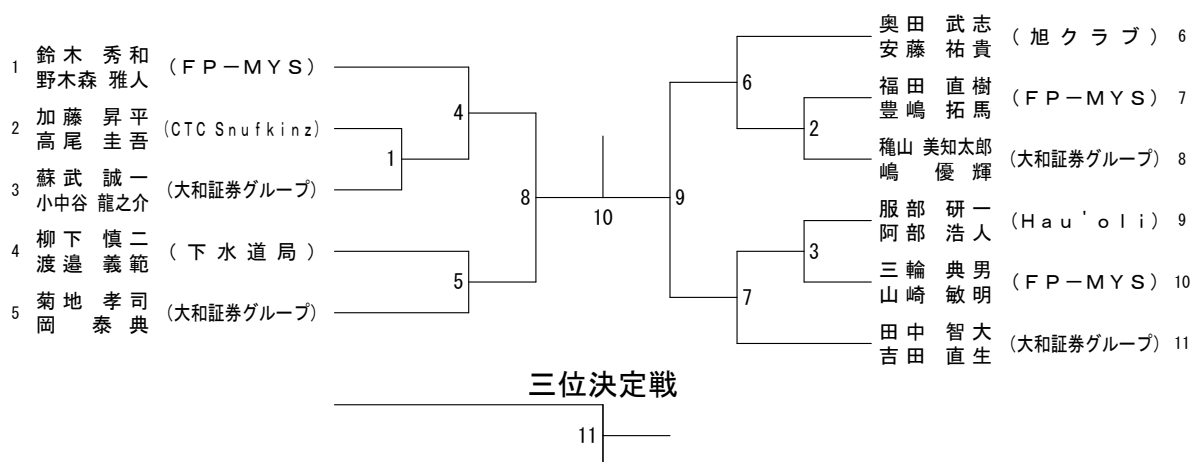 1 鈴木 秀和 (FP－MYS)
野木森 雅人
2 加藤 昇平 (CTC Snufkinz)
高尾 圭吾
3 蘇武 誠一 (大和証券グループ)
小中谷 龍之介
4 柳下 慎二 (下水道局)
渡邉 義範
5 菊地 孝司 (大和証券グループ)
岡 泰典
4
1
8
5
10
9
6
2
3
7
奥田 武志 (旭クラブ) 6
安藤 祐貴
福田 直樹 (FP－MYS) 7
豊嶋 拓馬
穐山 美知太郎 (大和証券グループ) 8
嶋 優輝
服部 研一 (Hau'oli) 9
阿部 浩人
三輪 典男 (FP－MYS) 10
山崎 敏明
田中 智大 (大和証券グループ) 11
吉田 直生
三位決定戦
11